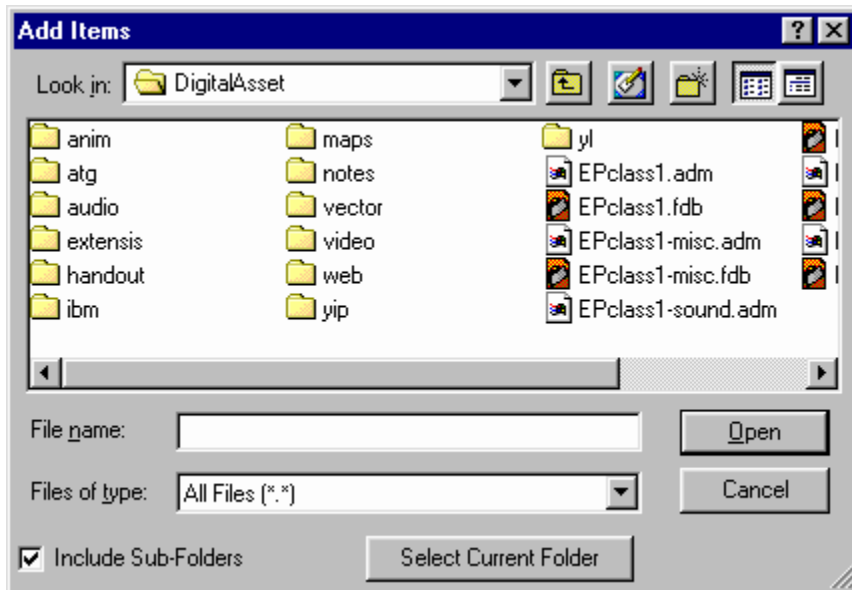 Add Items
Look in: DigitalAsset
anim
atg
audio
extensis
handout
ibm
maps
notes
vector
video
web
yip
yl
EPclass1.adm
EPclass1.fdb
EPclass1-misc.adm
EPclass1-misc.fdb
EPclass1-sound.adm
File name:
Open
Files of type: All Files (*.*)
Cancel
Include Sub-Folders
Select Current Folder